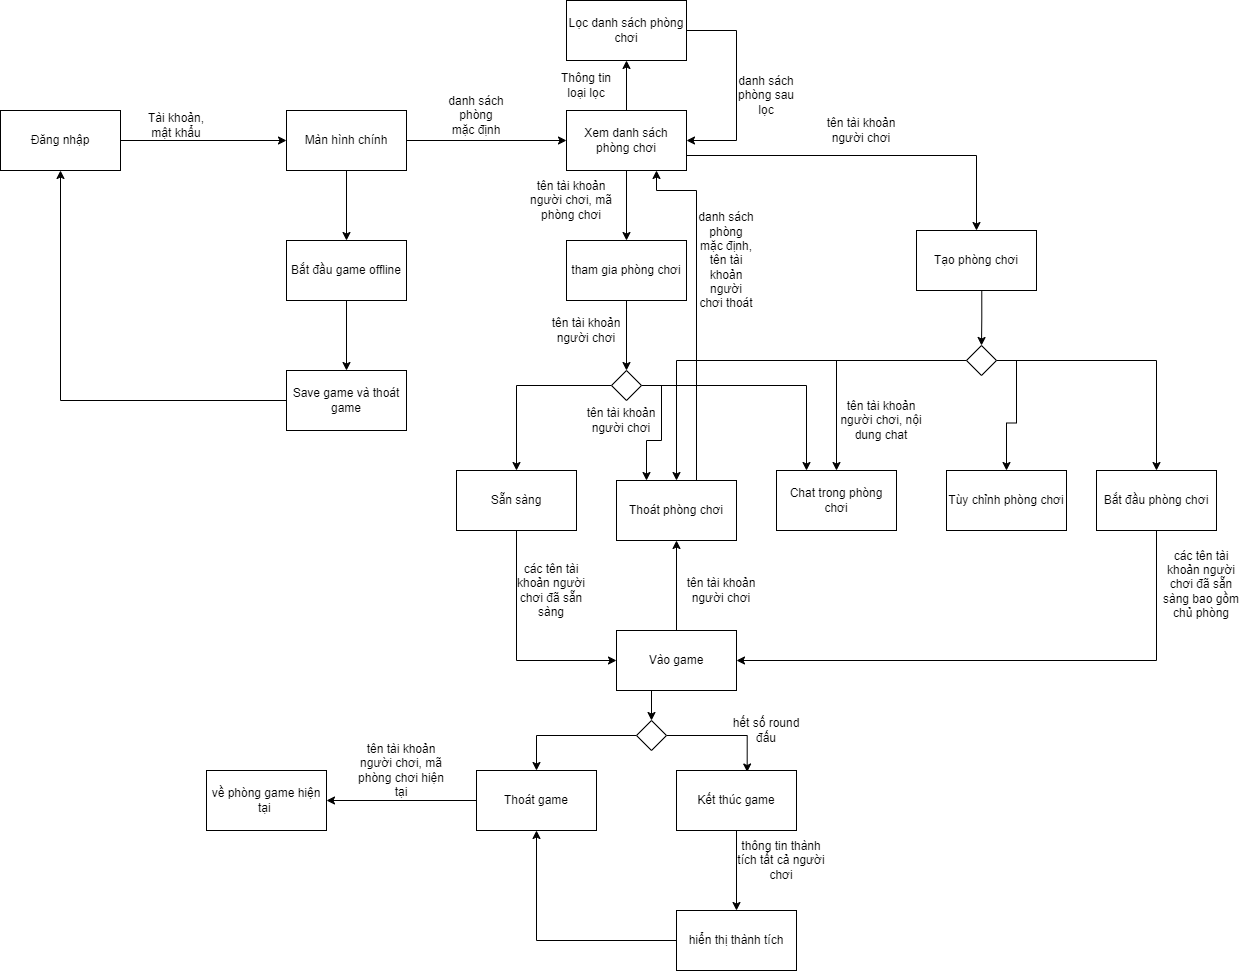 Lọc danh sách phòng
chơi
Thông tin
loại lọc
danh sách
phòng sau
lọc
Đăng nhập
Tài khoản,
mật khẩu
Màn hình chính
danh sách
phòng
mặc định
Xem danh sách
phòng chơi
tên tài khoản
người chơi
tên tài khoản
người chơi, mã
phòng chơi
danh sách
phòng
mặc định,
tên tài
khoản
người
chơi thoát
Bắt đầu game offline
tham gia phòng chơi
Tạo phòng chơi
tên tài khoản
người chơi
Save game và thoát
game
tên tài khoản
người chơi
tên tài khoản
người chơi, nội
dung chat
Sẵn sàng
Thoát phòng chơi
Chat trong phòng
chơi
Tùy chỉnh phòng chơi
Bắt đầu phòng chơi
các tên tài
khoản người
chơi đã sẵn
sàng
tên tài khoản
người chơi
các tên tài
khoản người
chơi đã sẵn
sàng bao gồm
chủ phòng
Vào game
hết số round
đấu
tên tài khoản
người chơi, mã
phòng chơi hiện
tại
về phòng game hiện
tại
Thoát game
Kết thúc game
thông tin thành
tích tất cả người
chơi
hiển thị thành tích